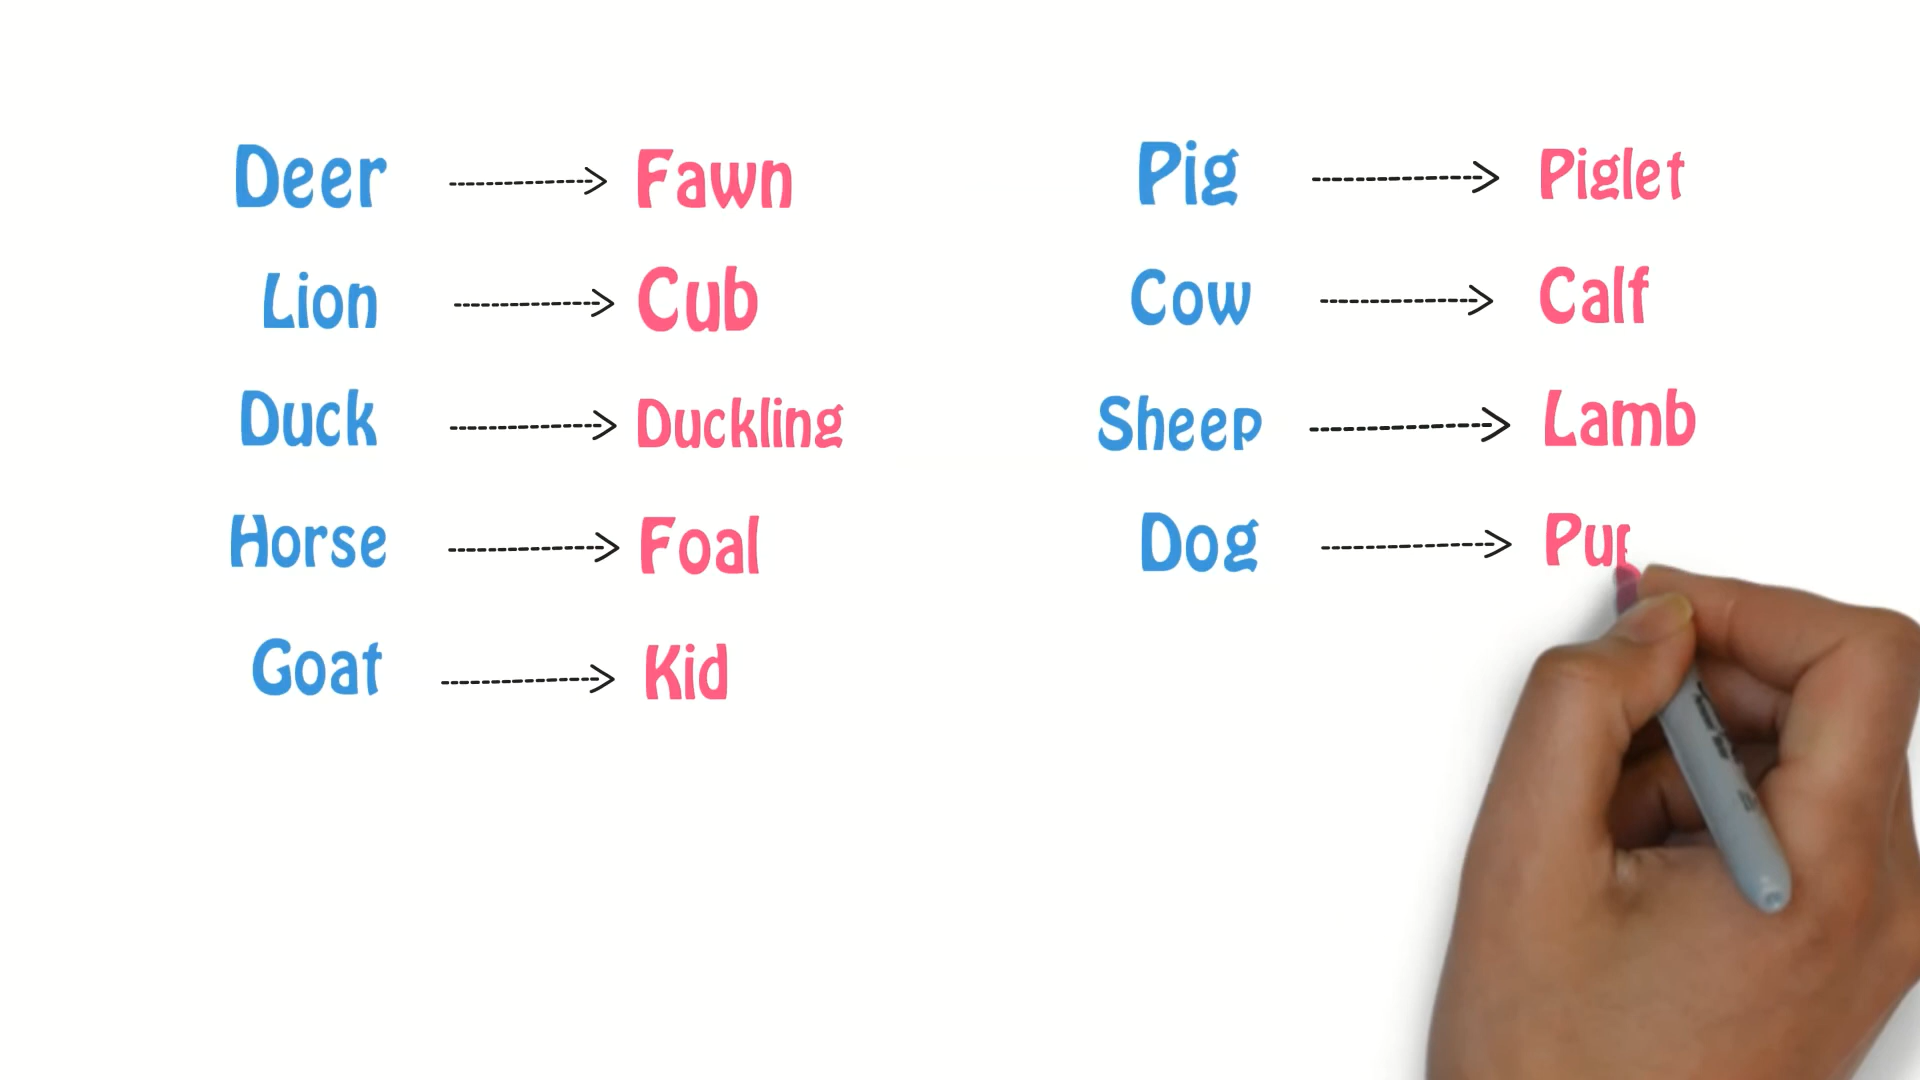 Deer Fawn
Lion Cub
Duck Duckling
Horse Foal
Goat Kid
Pig Piglet
Cow Calf
Sheep Lamb
Dog